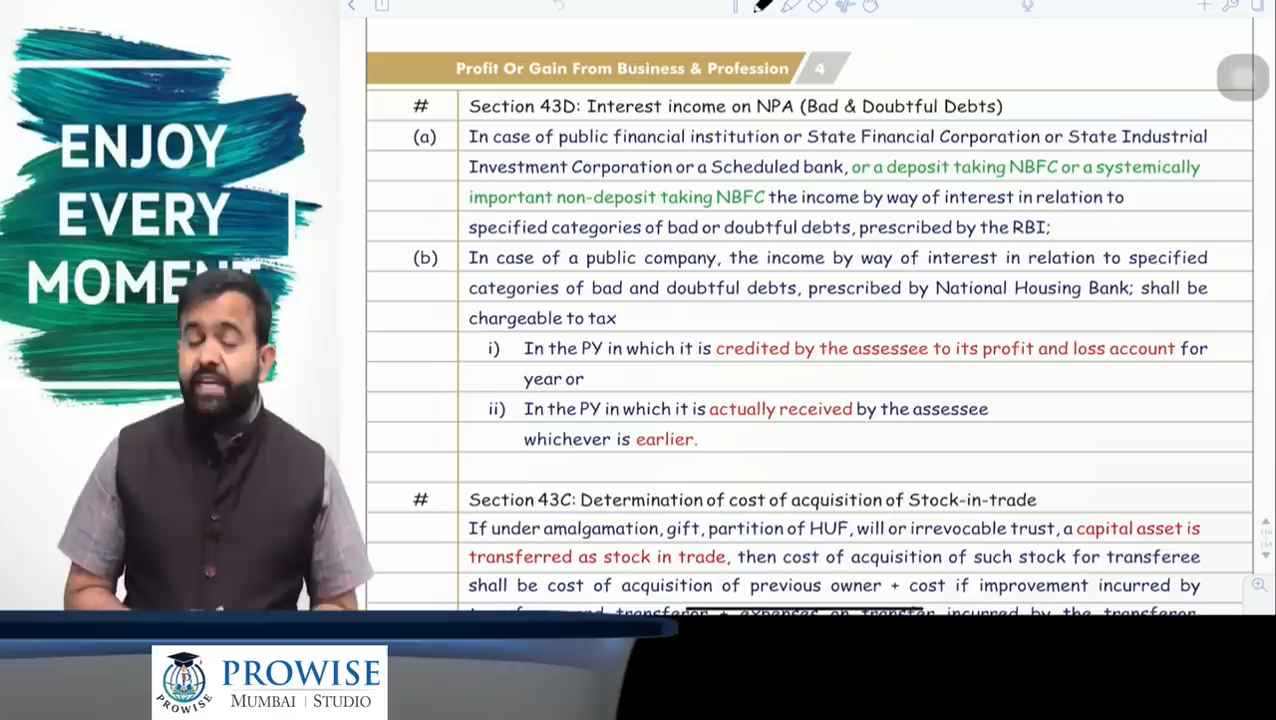 ENJOY
EVERY
MOMENT
Profit Or Gain From Business & Profession 4
# Section 43D: Interest income on NPA (Bad & Doubtful Debts)
(a) In case of public financial institution or State Financial Corporation or State Industrial
Investment Corporation or a Scheduled bank, or a deposit taking NBFC or a systemically
important non-deposit taking NBFC the income by way of interest in relation to
specified categories of bad or doubtful debts, prescribed by the RBI;
(b) In case of a public company, the income by way of interest in relation to specified
categories of bad and doubtful debts, prescribed by National Housing Bank; shall be
chargeable to tax
i) In the PY in which it is credited by the assessee to its profit and loss account for
year or
ii) In the PY in which it is actually received by the assessee
whichever is earlier.
# Section 43C: Determination of cost of acquisition of Stock-in-trade
If under amalgamation, gift, partition of HUF, will or irrevocable trust, a capital asset is
transferred as stock in trade, then cost of acquisition of such stock for transferee
shall be cost of acquisition of previous owner + cost if improvement incurred by
transferor + expenses on transfer incurred by the transferor.
PROWISE
MUMBAI | STUDIO
PROWISE